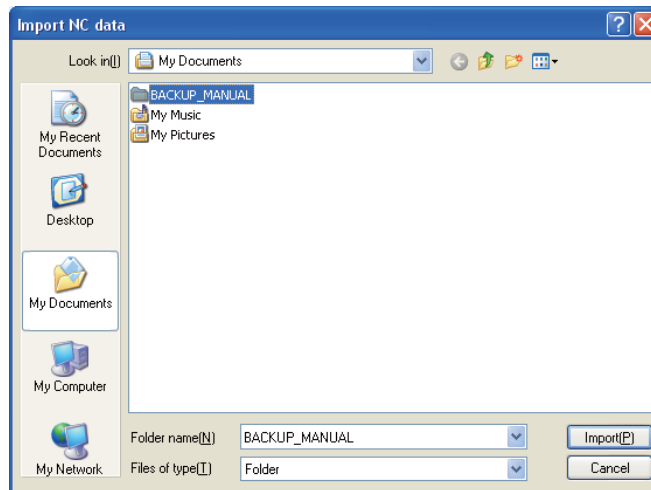 Import NC data
Look in(I)
My Documents
BACKUP_MANUAL
My Music
My Pictures
My Recent
Documents
Desktop
My Documents
My Computer
My Network
Folder name(N)
BACKUP_MANUAL
Import(P)
Files of type(T)
Folder
Cancel